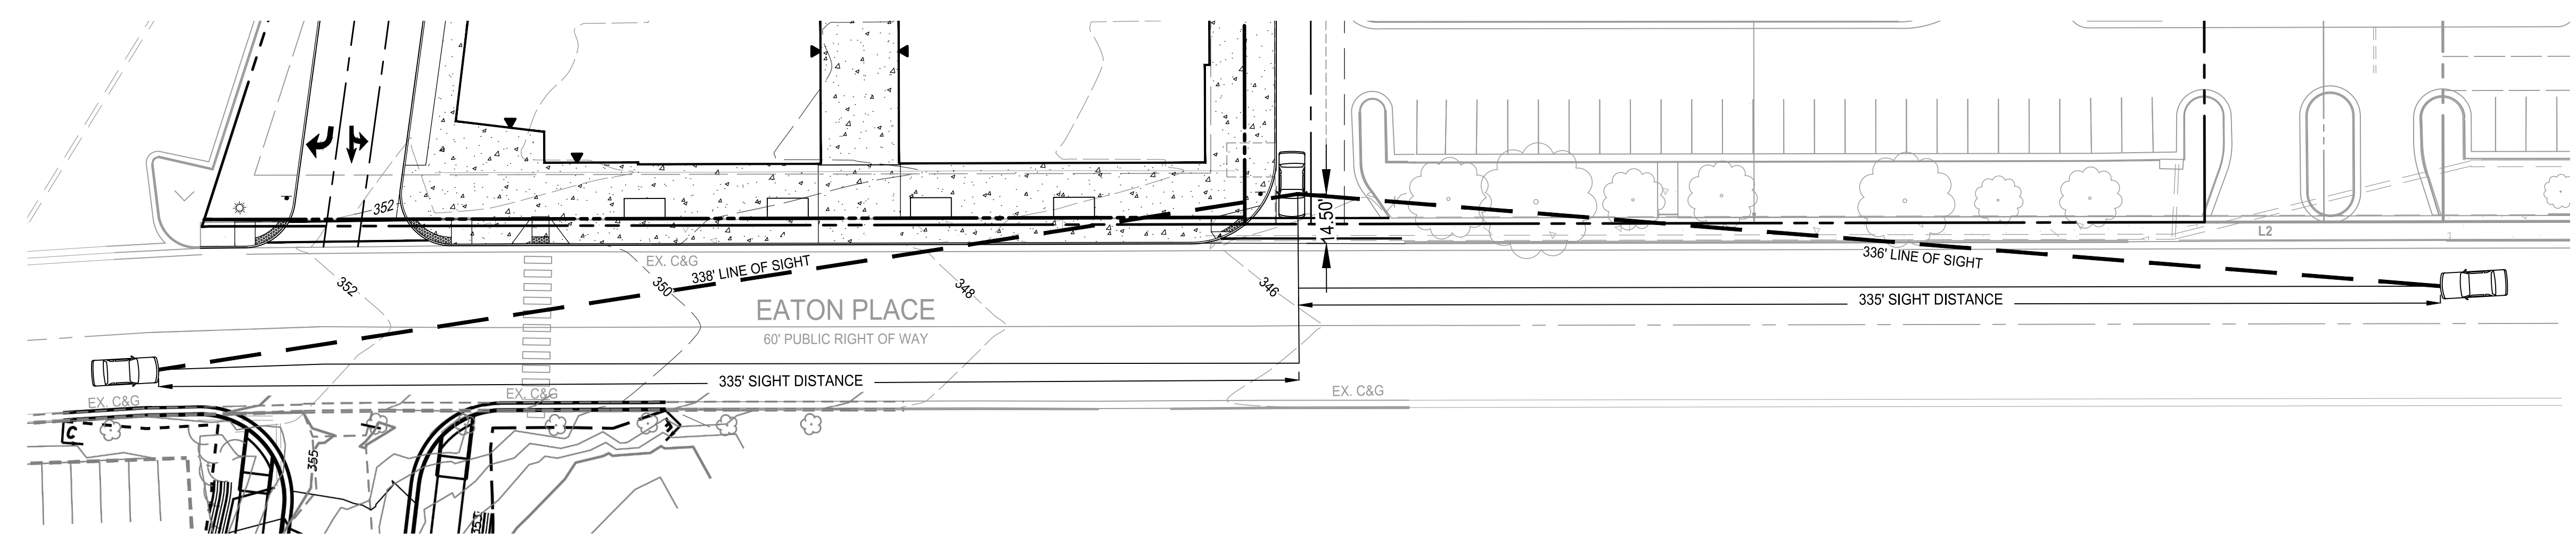 352
14.50'
L2
EX. C&G
338' LINE OF SIGHT
336' LINE OF SIGHT
352
350
348
346
EATON PLACE
335' SIGHT DISTANCE
60' PUBLIC RIGHT OF WAY
335' SIGHT DISTANCE
EX. C&G
EX. C&G
EX. C&G
C
355
353